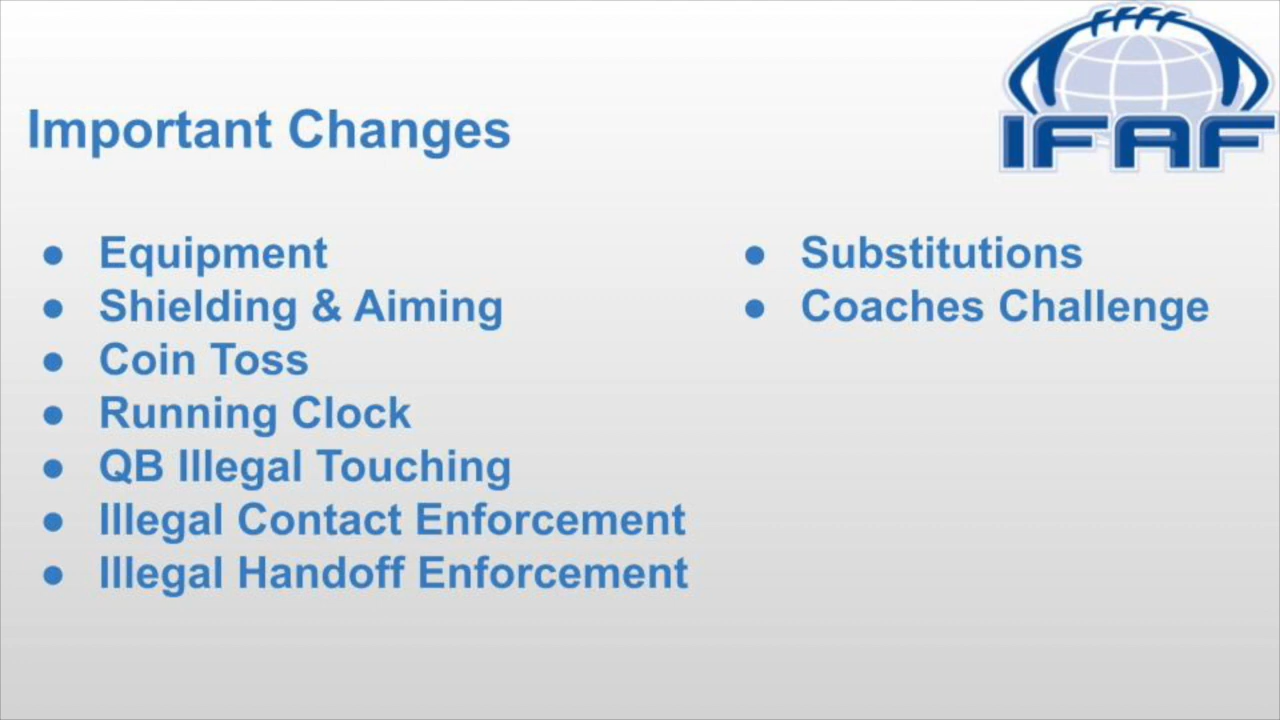 IFAF
Important Changes
● Equipment
● Shielding & Aiming
● Coin Toss
● Running Clock
● QB Illegal Touching
● Illegal Contact Enforcement
● Illegal Handoff Enforcement
● Substitutions
● Coaches Challenge